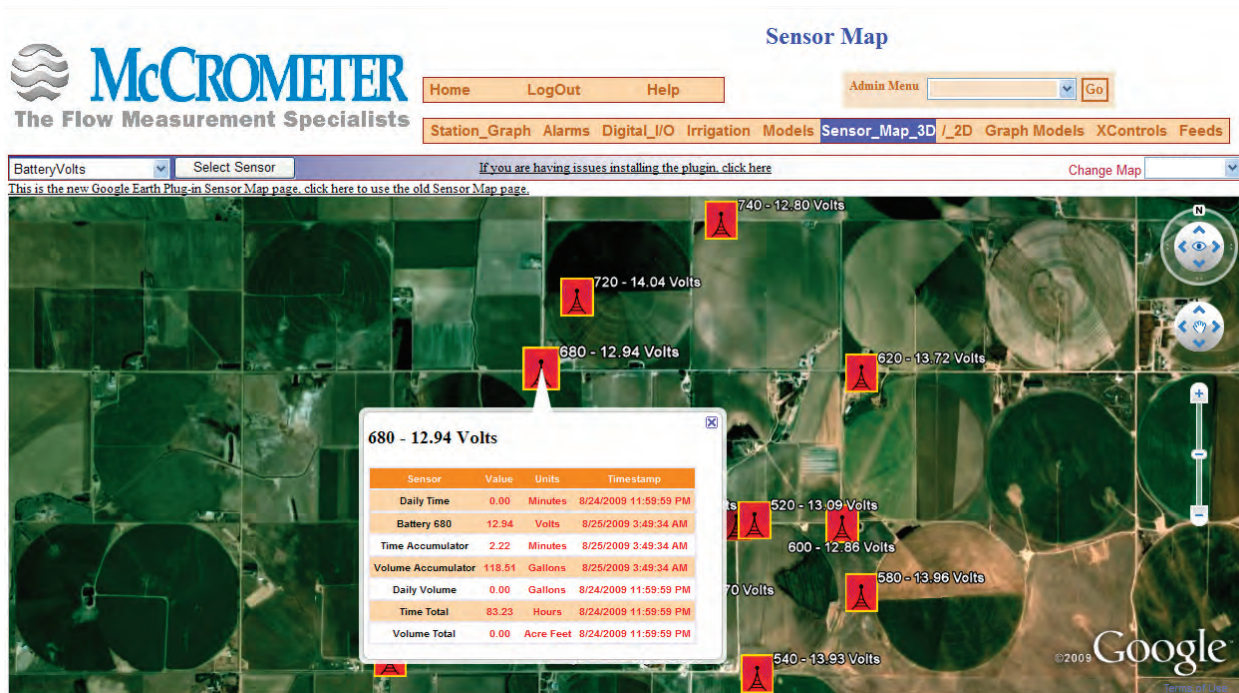 Sensor Map
McCROMETER
The Flow Measurement Specialists
Home LogOut Help
Admin Menu Go
Station_Graph Alarms Digital_I/O Irrigation Models Sensor_Map_3D /_2D Graph Models XControls Feeds
BatteryVolts Select Sensor If you are having issues installing the plugin, click here Change Map
This is the new Google Earth Plug-in Sensor Map page, click here to use the old Sensor Map page.
740 - 12.80 Volts
N
720 - 14.04 Volts
680 - 12.94 Volts
620 - 13.72 Volts
680 - 12.94 Volts
Sensor Value Units Timestamp
Daily Time 0.00 Minutes 8/24/2009 11:59:59 PM
Battery 680 12.94 Volts 8/25/2009 3:49:34 AM
Time Accumulator 2.22 Minutes 8/25/2009 3:49:34 AM
Volume Accumulator 118.51 Gallons 8/25/2009 3:49:34 AM
Daily Volume 0.00 Gallons 8/24/2009 11:59:59 PM
Time Total 83.23 Hours 8/24/2009 11:59:59 PM
Volume Total 0.00 Acre Feet 8/24/2009 11:59:59 PM
520 - 13.09 Volts
600 - 12.86 Volts
580 - 13.96 Volts
70 Volts
540 - 13.93 Volts
©2009 Google
Terms of Use